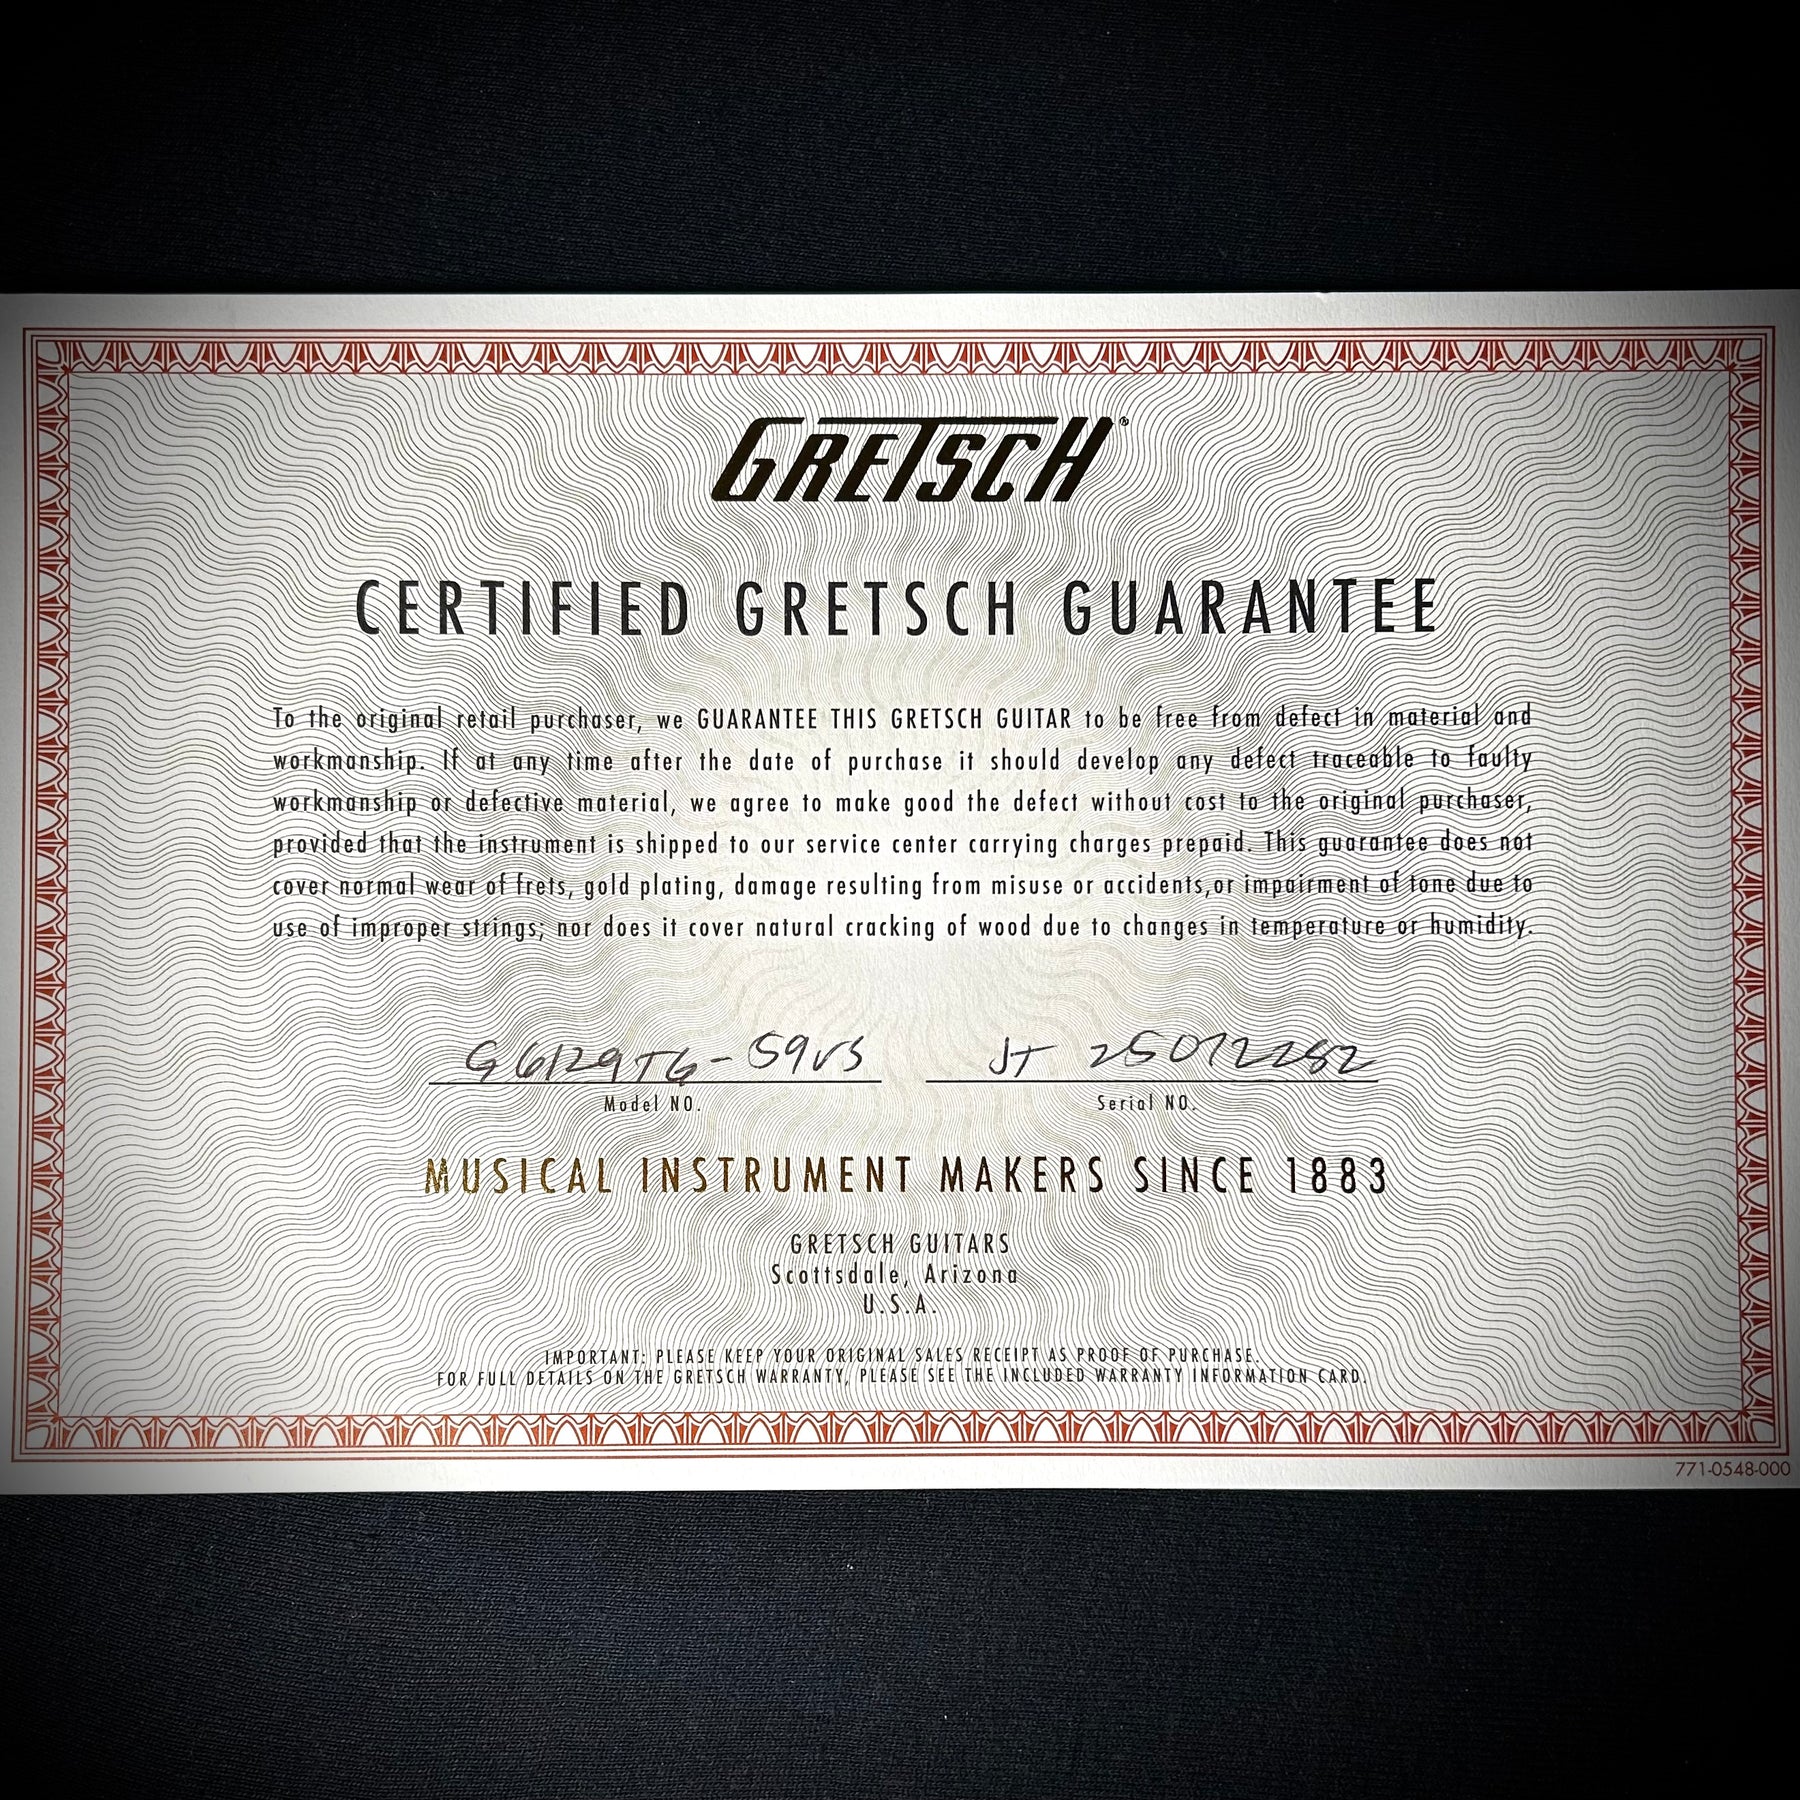 GRETSCH®
CERTIFIED GRETSCH GUARANTEE
To the original retail purchaser, we GUARANTEE THIS GRETSCH GUITAR to be free from defect in material and
workmanship. If at any time after the date of purchase it should develop any defect traceable to faulty
workmanship or defective material, we agree to make good the defect without cost to the original purchaser,
provided that the instrument is shipped to our service center carrying charges prepaid. This guarantee does not
cover normal wear of frets, gold plating, damage resulting from misuse or accidents,or impairment of tone due to
use of improper strings; nor does it cover natural cracking of wood due to changes in temperature or humidity.
G6129TG-59VS JT 25072282
Model NO. Serial NO.
MUSICAL INSTRUMENT MAKERS SINCE 1883
GRETSCH GUITARS
Scottsdale, Arizona
U.S.A.
IMPORTANT: PLEASE KEEP YOUR ORIGINAL SALES RECEIPT AS PROOF OF PURCHASE.
FOR FULL DETAILS ON THE GRETSCH WARRANTY, PLEASE SEE THE INCLUDED WARRANTY INFORMATION CARD.
771-0548-000